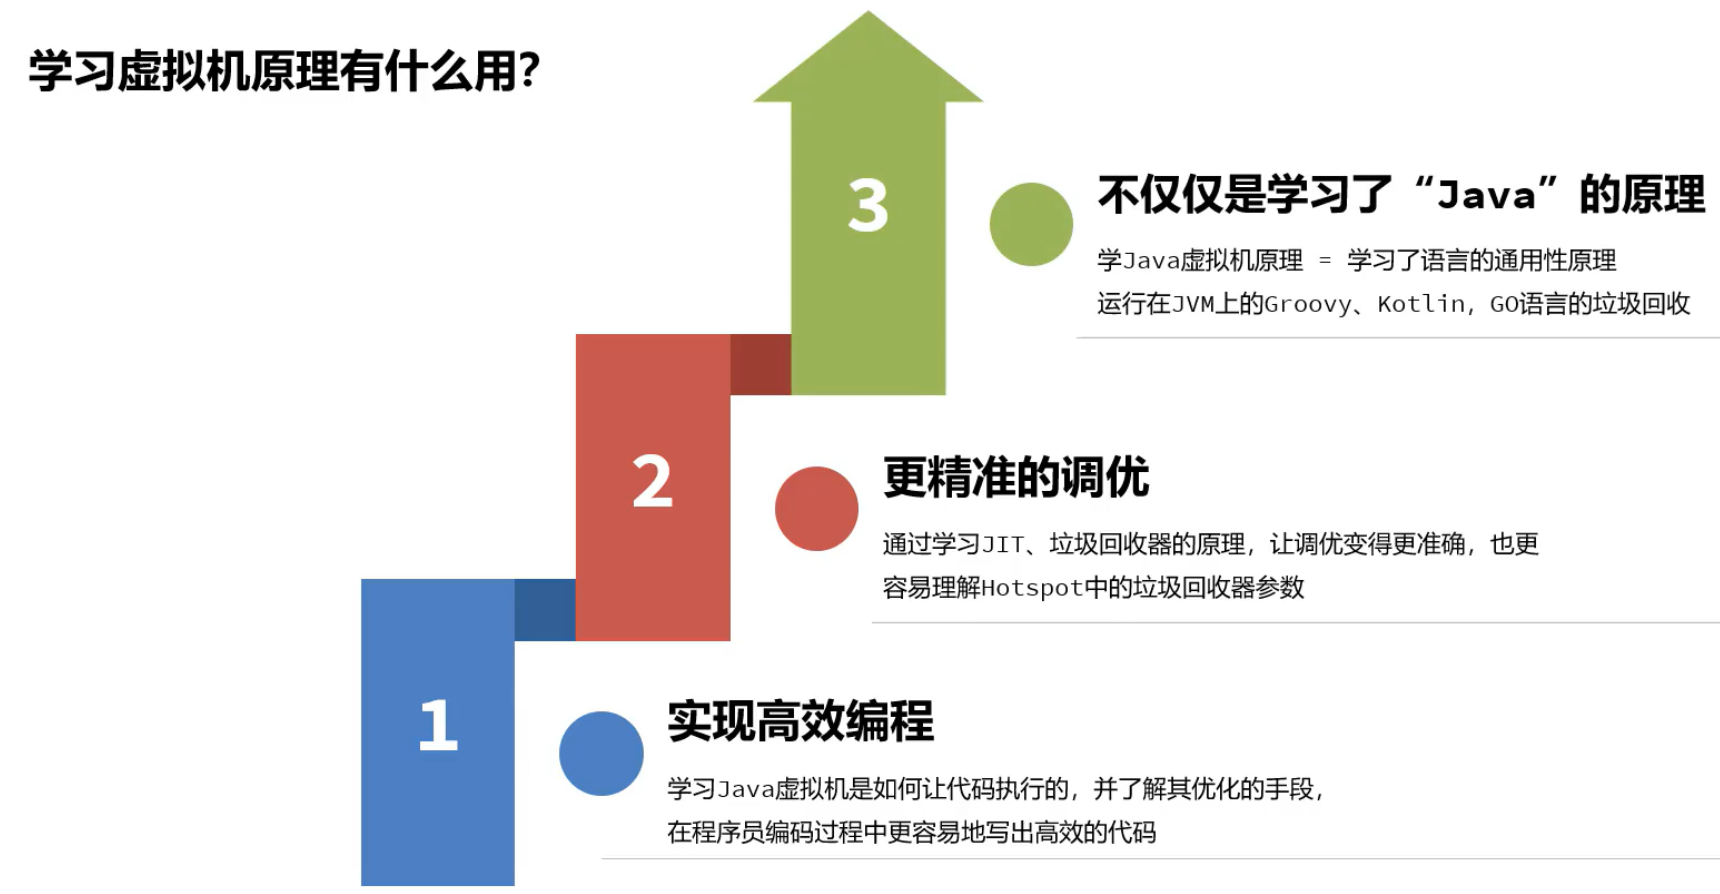 学习虚拟机原理有什么用?
3
不仅仅是学习了“Java”的原理
学Java虚拟机原理 = 学习了语言的通用性原理
运行在JVM上的Groovy、Kotlin，GO语言的垃圾回收
2
更精准的调优
通过学习JIT、垃圾回收器的原理，让调优变得更准确，也更
容易理解Hotspot中的垃圾回收器参数
1
实现高效编程
学习Java虚拟机是如何让代码执行的，并了解其优化的手段，
在程序员编码过程中更容易地写出高效的代码